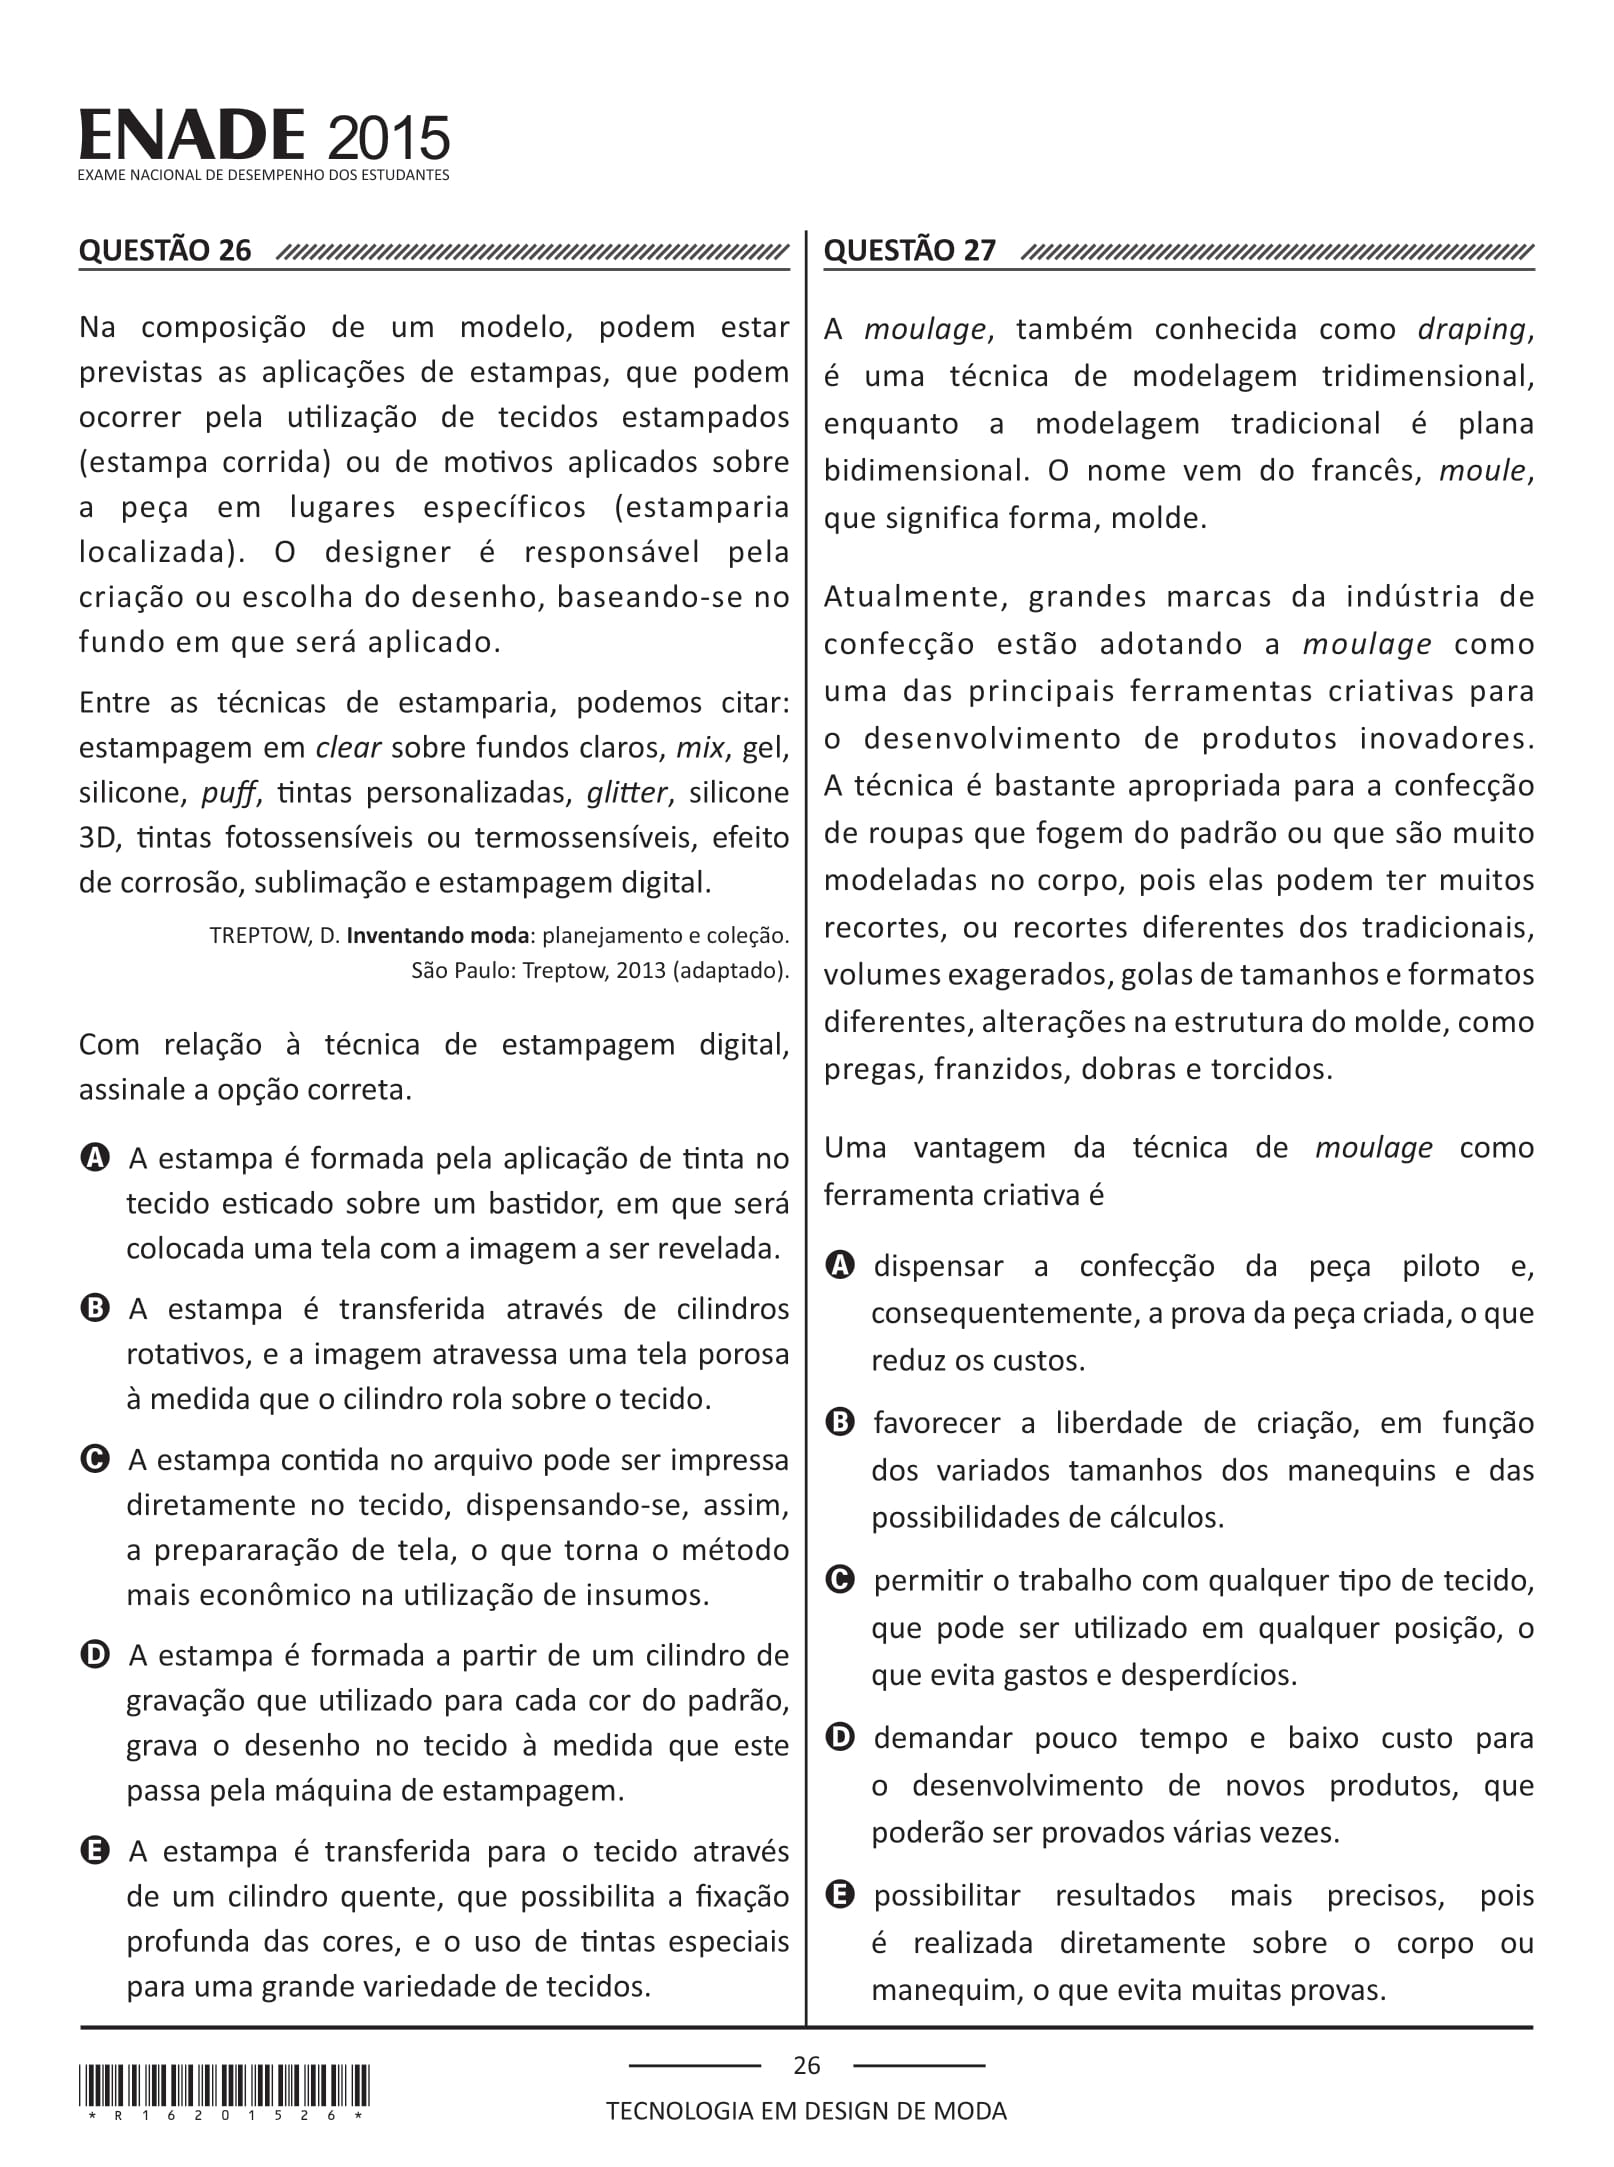 ENADE 2015
EXAME NACIONAL DE DESEMPENHO DOS ESTUDANTES
QUESTÃO 26
Na composição de um modelo, podem estar
previstas as aplicações de estampas, que podem
ocorrer pela utilização de tecidos estampados
(estampa corrida) ou de motivos aplicados sobre
a peça em lugares específicos (estamparia
localizada). O designer é responsável pela
criação ou escolha do desenho, baseando-se no
fundo em que será aplicado.
Entre as técnicas de estamparia, podemos citar:
estampagem em clear sobre fundos claros, mix, gel,
silicone, puff, tintas personalizadas, glitter, silicone
3D, tintas fotossensíveis ou termossensíveis, efeito
de corrosão, sublimação e estampagem digital.
TREPTOW, D. Inventando moda: planejamento e coleção.
São Paulo: Treptow, 2013 (adaptado).
Com relação à técnica de estampagem digital,
assinale a opção correta.
A A estampa é formada pela aplicação de tinta no
tecido esticado sobre um bastidor, em que será
colocada uma tela com a imagem a ser revelada.
B A estampa é transferida através de cilindros
rotativos, e a imagem atravessa uma tela porosa
à medida que o cilindro rola sobre o tecido.
C A estampa contida no arquivo pode ser impressa
diretamente no tecido, dispensando-se, assim,
a prepararação de tela, o que torna o método
mais econômico na utilização de insumos.
D A estampa é formada a partir de um cilindro de
gravação que utilizado para cada cor do padrão,
grava o desenho no tecido à medida que este
passa pela máquina de estampagem.
E A estampa é transferida para o tecido através
de um cilindro quente, que possibilita a fixação
profunda das cores, e o uso de tintas especiais
para uma grande variedade de tecidos.
QUESTÃO 27
A moulage, também conhecida como draping,
é uma técnica de modelagem tridimensional,
enquanto a modelagem tradicional é plana
bidimensional. O nome vem do francês, moule,
que significa forma, molde.
Atualmente, grandes marcas da indústria de
confecção estão adotando a moulage como
uma das principais ferramentas criativas para
o desenvolvimento de produtos inovadores.
A técnica é bastante apropriada para a confecção
de roupas que fogem do padrão ou que são muito
modeladas no corpo, pois elas podem ter muitos
recortes, ou recortes diferentes dos tradicionais,
volumes exagerados, golas de tamanhos e formatos
diferentes, alterações na estrutura do molde, como
pregas, franzidos, dobras e torcidos.
Uma vantagem da técnica de moulage como
ferramenta criativa é
A dispensar a confecção da peça piloto e,
consequentemente, a prova da peça criada, o que
reduz os custos.
B favorecer a liberdade de criação, em função
dos variados tamanhos dos manequins e das
possibilidades de cálculos.
C permitir o trabalho com qualquer tipo de tecido,
que pode ser utilizado em qualquer posição, o
que evita gastos e desperdícios.
D demandar pouco tempo e baixo custo para
o desenvolvimento de novos produtos, que
poderão ser provados várias vezes.
E possibilitar resultados mais precisos, pois
é realizada diretamente sobre o corpo ou
manequim, o que evita muitas provas.
*R16201526*
26
TECNOLOGIA EM DESIGN DE MODA